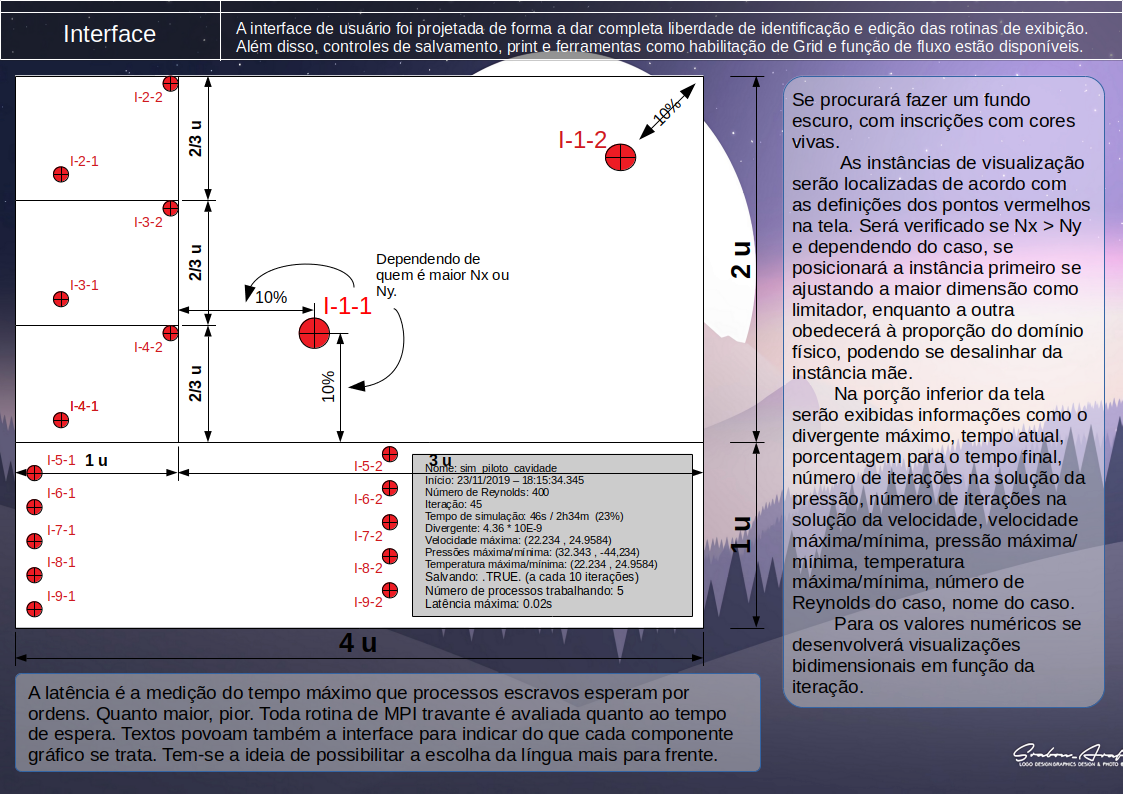 Interface
A interface de usuário foi projetada de forma a dar completa liberdade de identificação e edição das rotinas de exibição.
Além disso, controles de salvamento, print e ferramentas como habilitação de Grid e função de fluxo estão disponíveis.
I-2-2
I-2-1
2/3 u
I-3-2
I-3-1
2/3 u
I-4-2
I-4-1
2/3 u
10%
I-1-2
Dependendo de
quem é maior Nx ou
Ny.
10%
I-1-1
10%
2 u
1 u
I-5-1
1 u
I-6-1
I-7-1
I-8-1
I-9-1
I-5-2
I-6-2
I-7-2
I-8-2
I-9-2
3 u
Nome: sim_piloto_cavidade
Início: 23/11/2019 – 18:15:34.345
Número de Reynolds: 400
Iteração: 45
Tempo de simulação: 46s / 2h34m (23%)
Divergente: 4.36 * 10E-9
Velocidade máxima: (22.234 , 24.9584)
Pressões máxima/mínima: (32.343 , -44,234)
Temperatura máxima/mínima: (22.234 , 24.9584)
Salvando: .TRUE. (a cada 10 iterações)
Número de processos trabalhando: 5
Latência máxima: 0.02s
4 u
A latência é a medição do tempo máximo que processos escravos esperam por
ordens. Quanto maior, pior. Toda rotina de MPI travante é avaliada quanto ao tempo
de espera. Textos povoam também a interface para indicar do que cada componente
gráfico se trata. Tem-se a ideia de possibilitar a escolha da língua mais para frente.
Se procurará fazer um fundo
escuro, com inscrições com cores
vivas.
As instâncias de visualização
serão localizadas de acordo com
as definições dos pontos vermelhos
na tela. Será verificado se Nx > Ny
e dependendo do caso, se
posicionará a instância primeiro se
ajustando a maior dimensão como
limitador, enquanto a outra
obedecerá à proporção do domínio
físico, podendo se desalinhar da
instância mãe.
Na porção inferior da tela
serão exibidas informações como o
divergente máximo, tempo atual,
porcentagem para o tempo final,
número de iterações na solução da
pressão, número de iterações na
solução da velocidade, velocidade
máxima/mínima, pressão máxima/
mínima, temperatura
máxima/mínima, número de
Reynolds do caso, nome do caso.
Para os valores numéricos se
desenvolverá visualizações
bidimensionais em função da
iteração.
LOGO DESIGN GRAPHICS DESIGN & PHOTO